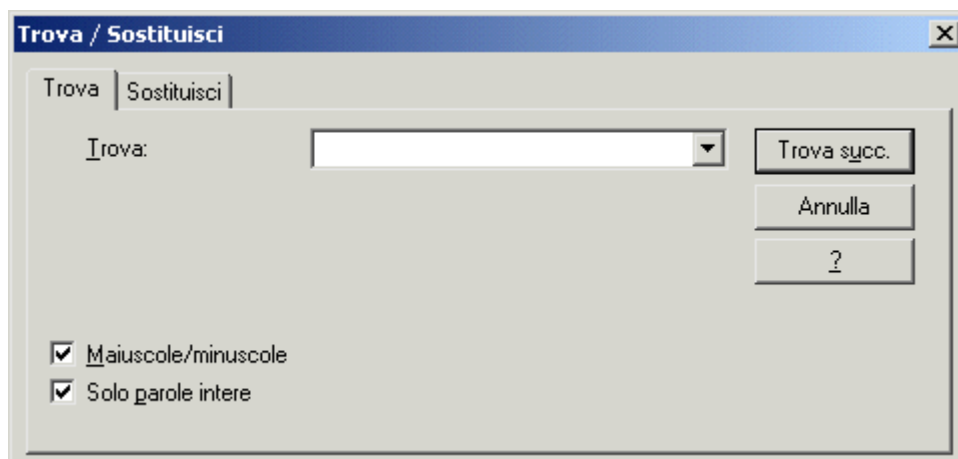 Trova / Sostituisci
Trova
Sostituisci
Trova:
Trova succ.
Annulla
?
Maiuscole/minuscole
Solo parole intere